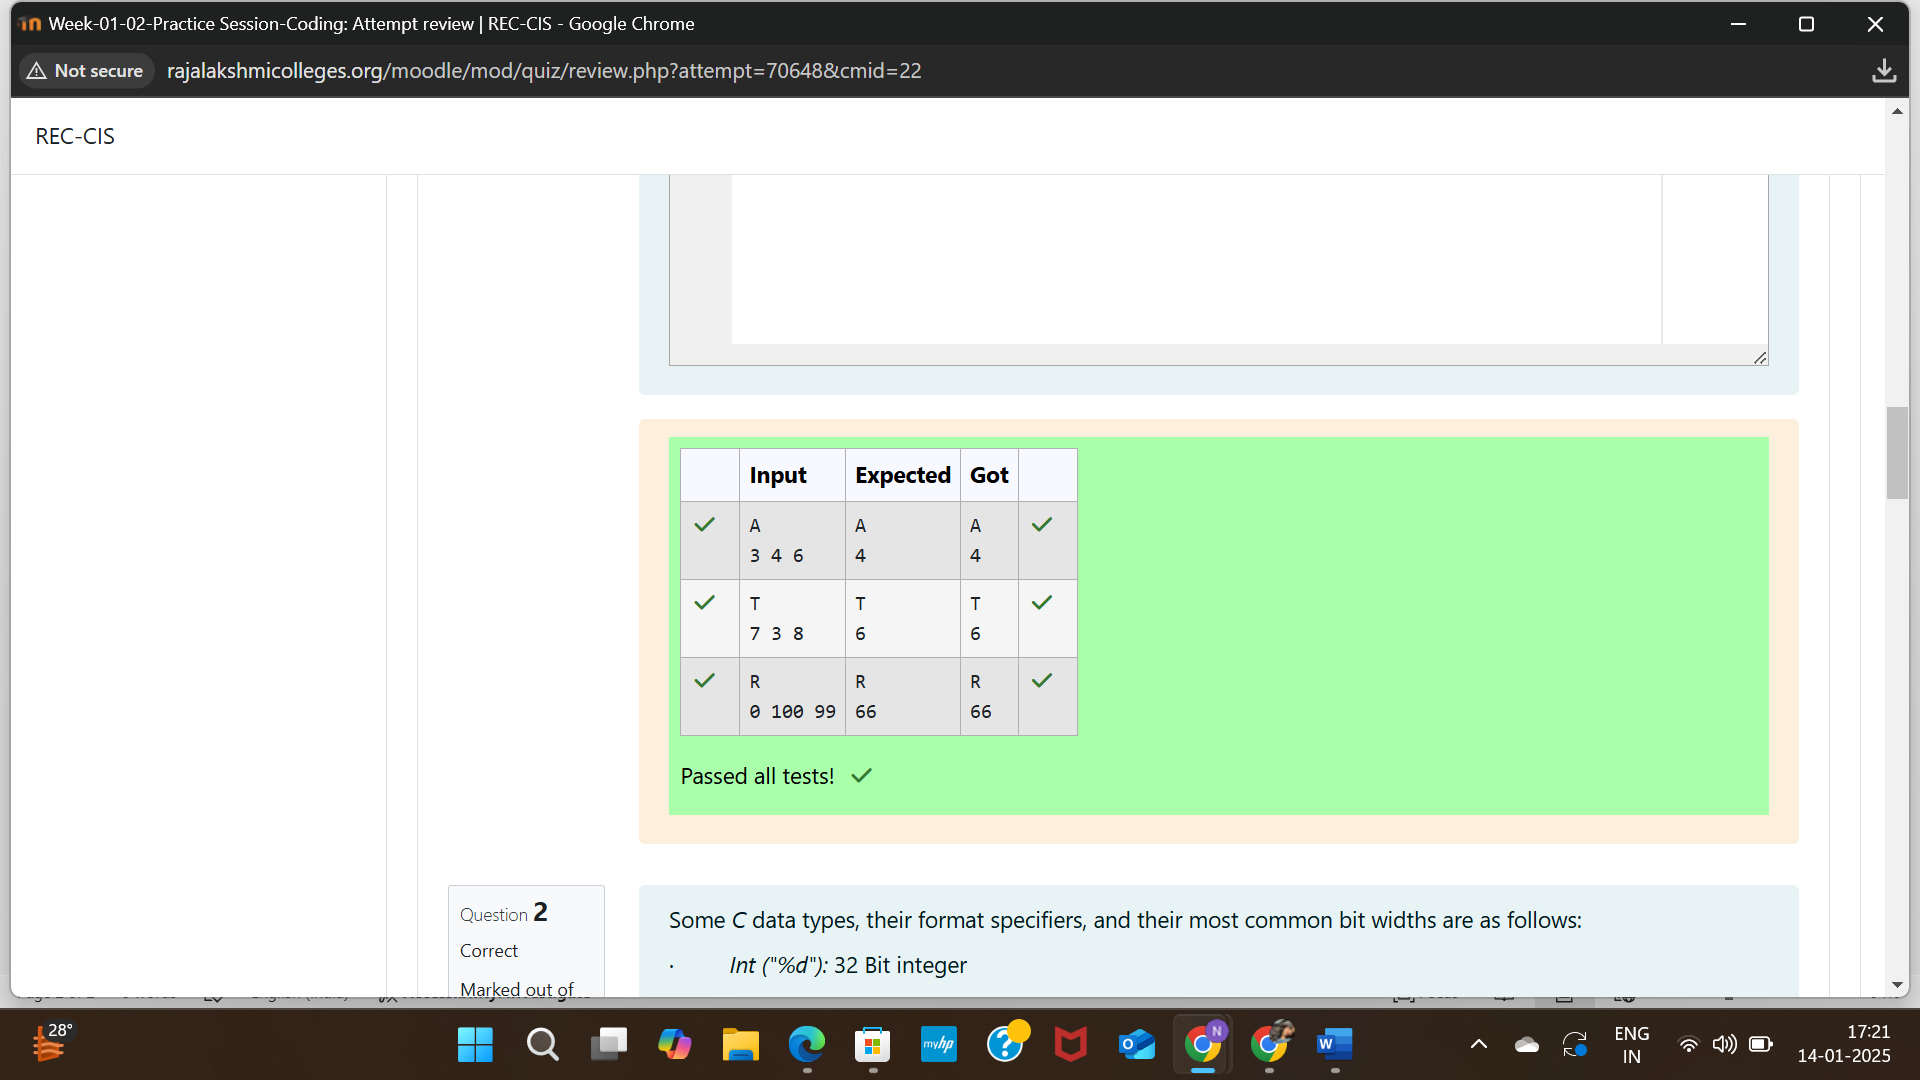 Week-01-02-Practice Session-Coding: Attempt review | REC-CIS - Google Chrome
Not secure
rajalakshmicolleges.org/moodle/mod/quiz/review.php?attempt=70648&cmid=22
REC-CIS
Input Expected Got
A A A
3 4 6 4 4
T T T
7 3 8 6 6
R R R
0 100 99 66 66
Passed all tests!
Question 2
Correct
Marked out of
Some C data types, their format specifiers, and their most common bit widths are as follows:
· Int ("%d"): 32 Bit integer
28°
myhp
N
W
ENG
IN
17:21
14-01-2025